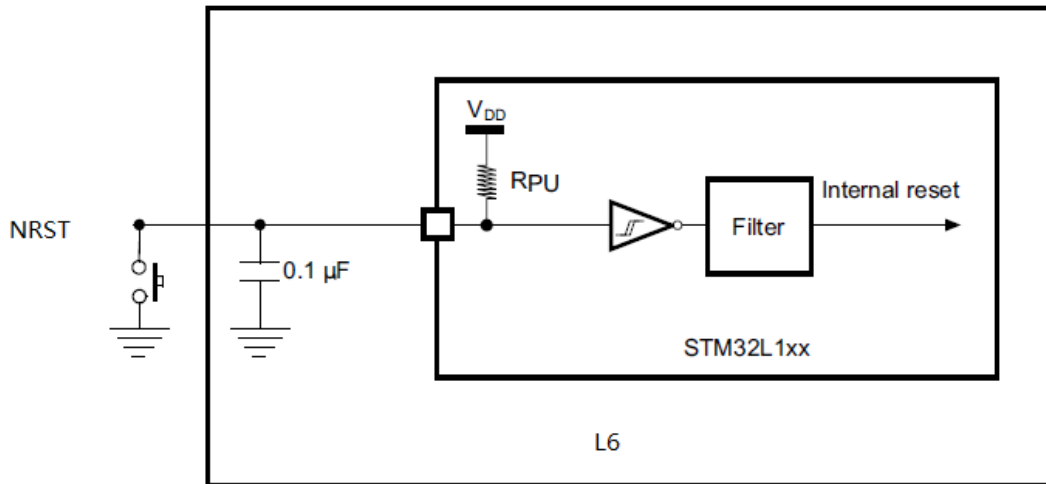 VDD
RPU
Internal reset
NRST
Filter
0.1 µF
STM32L1xx
L6